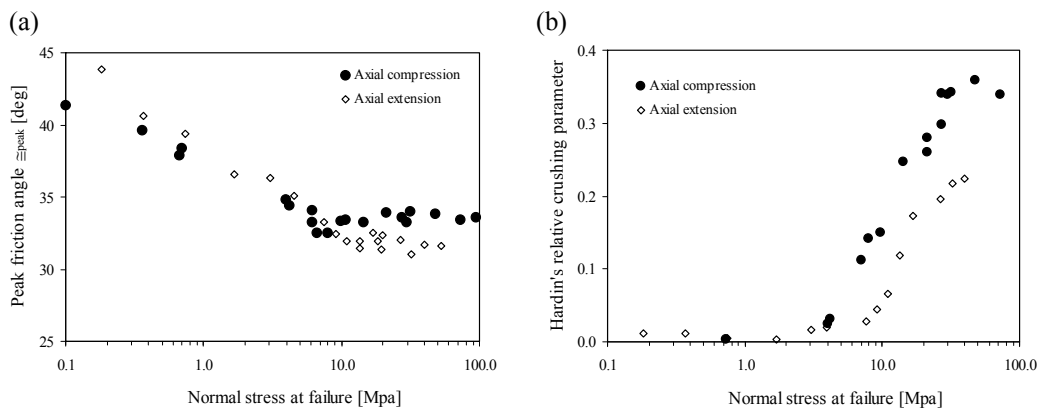 (a)
45
40
35
30
25
Peak friction angle ≅peak [deg]
Axial compression
Axial extension
0.1 1.0 10.0 100.0
Normal stress at failure [Mpa]
(b)
0.4
0.3
0.2
0.1
0.0
Hardin's relative crushing parameter
Axial compression
Axial extension
0.1 1.0 10.0 100.0
Normal stress at failure [Mpa]